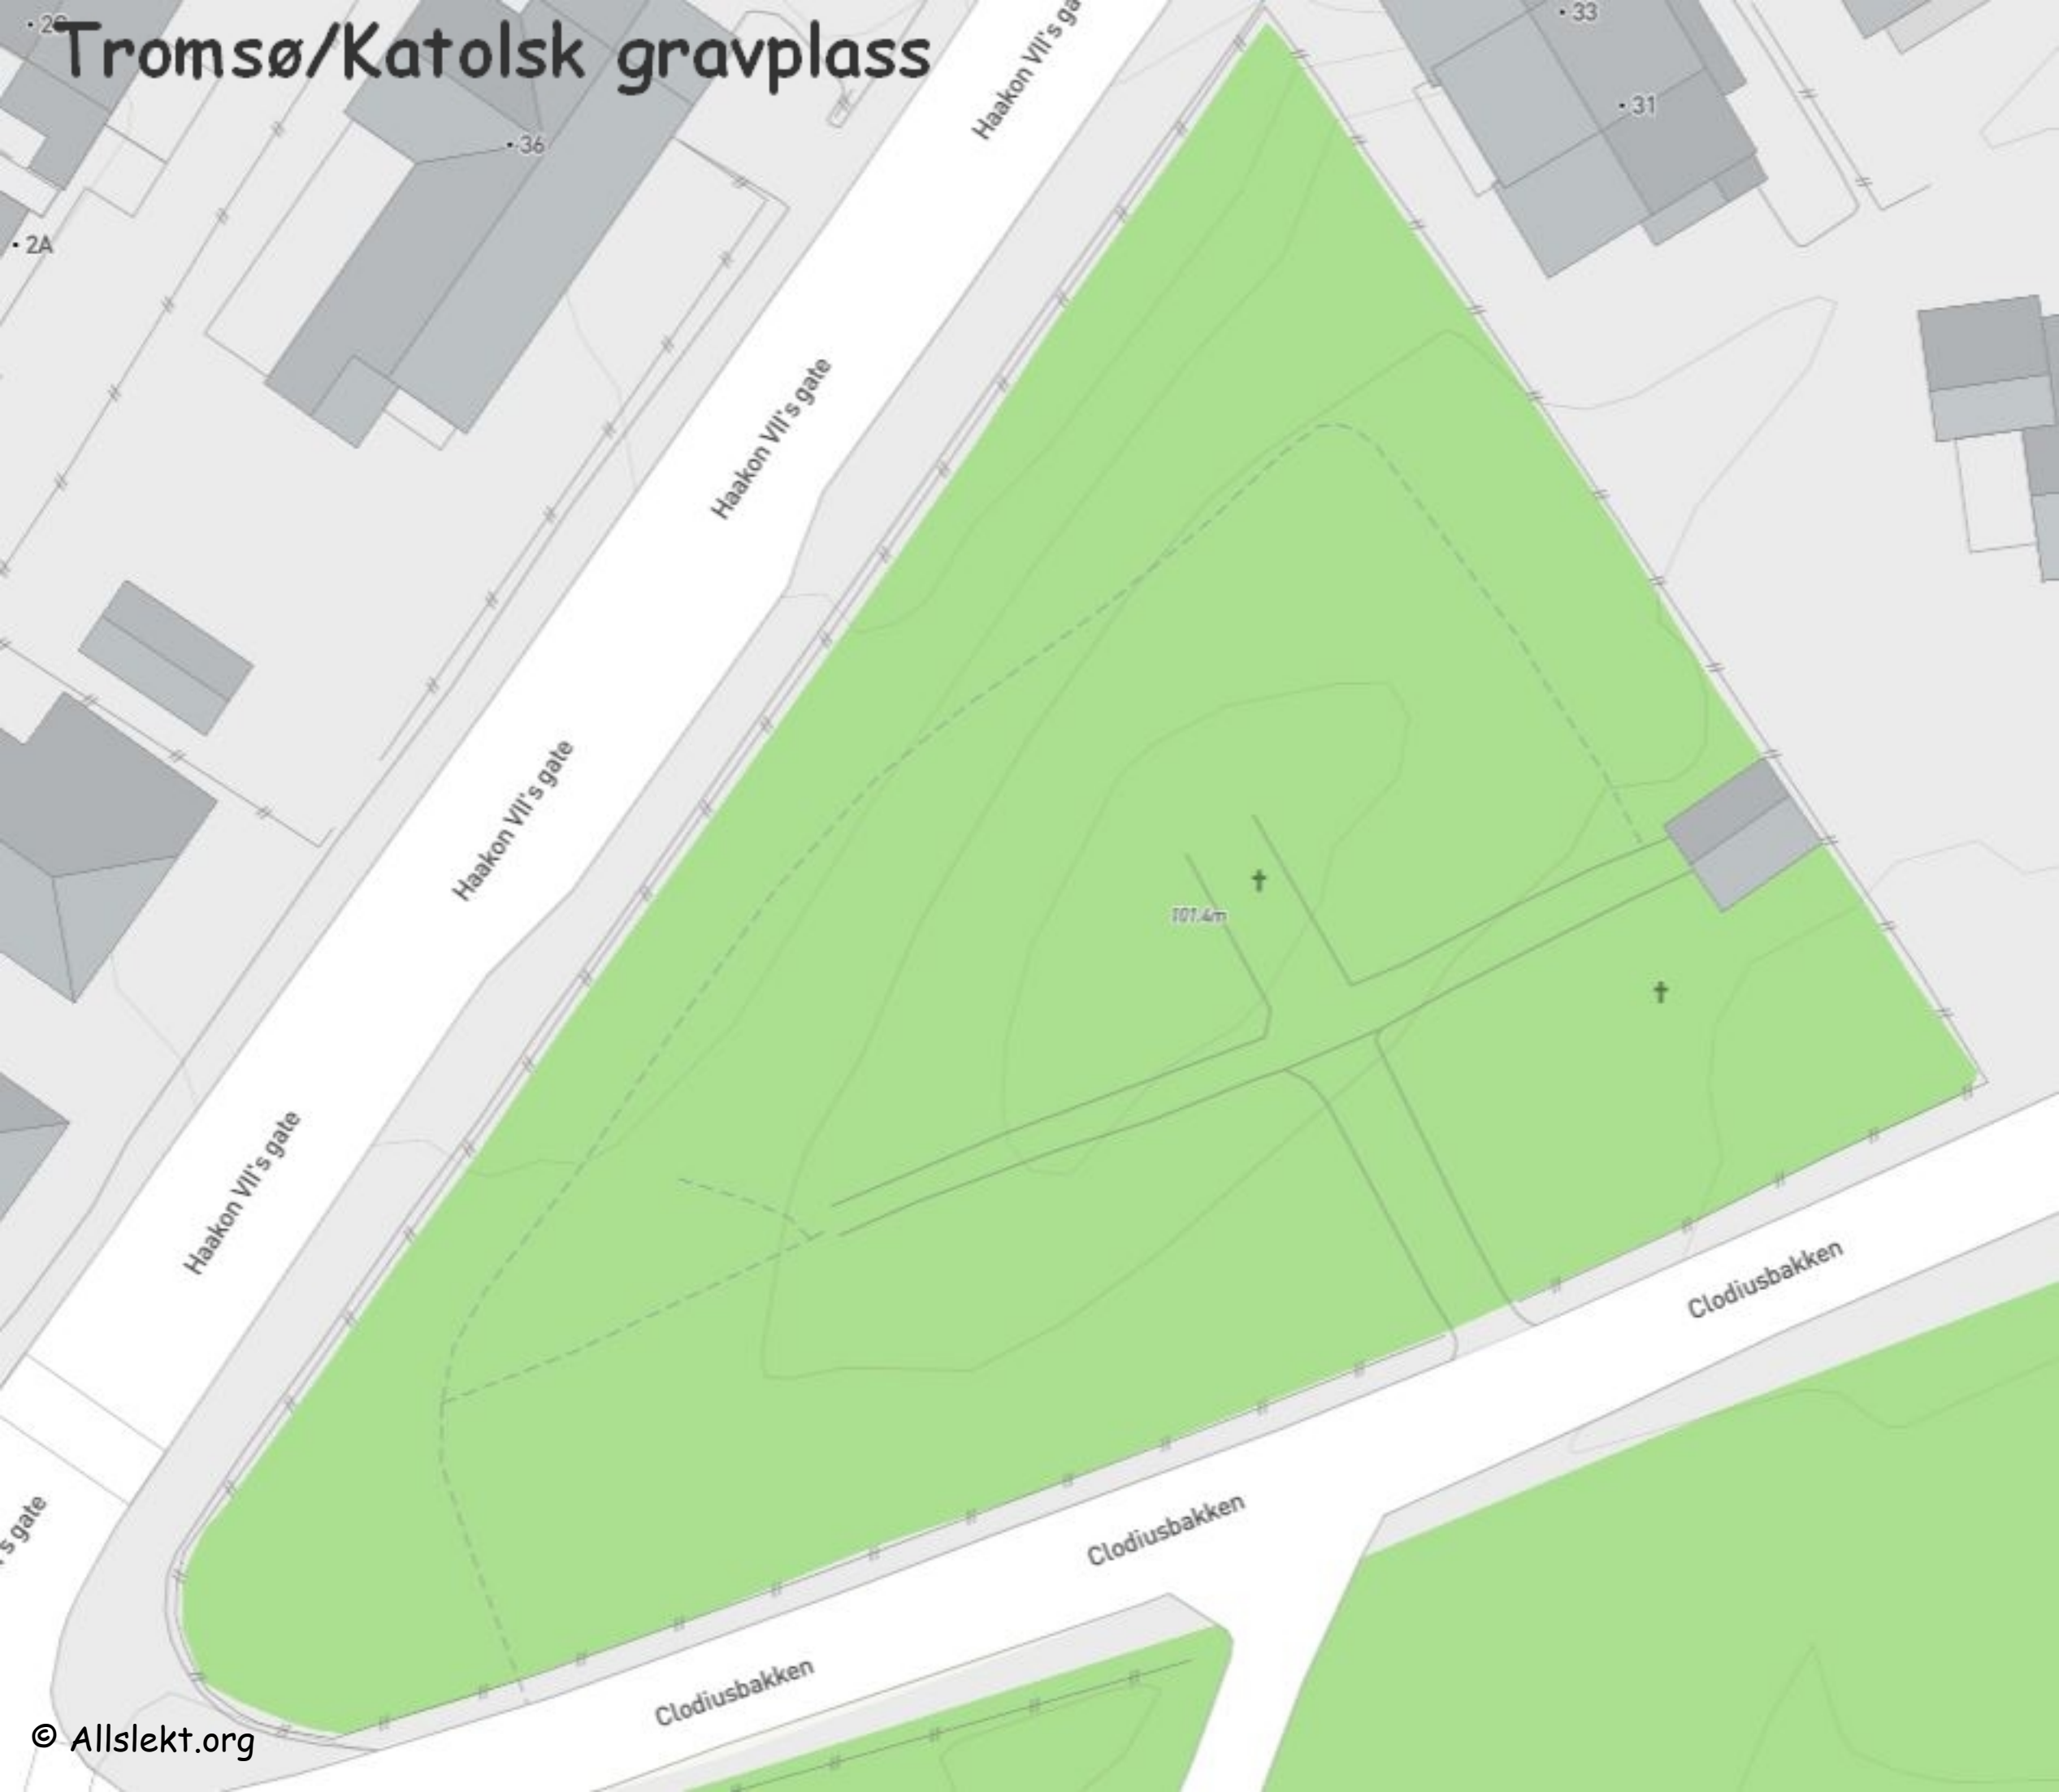 Tromsø/Katolsk gravplass
33
31
36
2A
Haakon VII's ga
Haakon VII's gate
Haakon VII's gate
Haakon VII's gate
's gate
101.4m
Clodiusbakken
Clodiusbakken
Clodiusbakken
© Allslekt.org